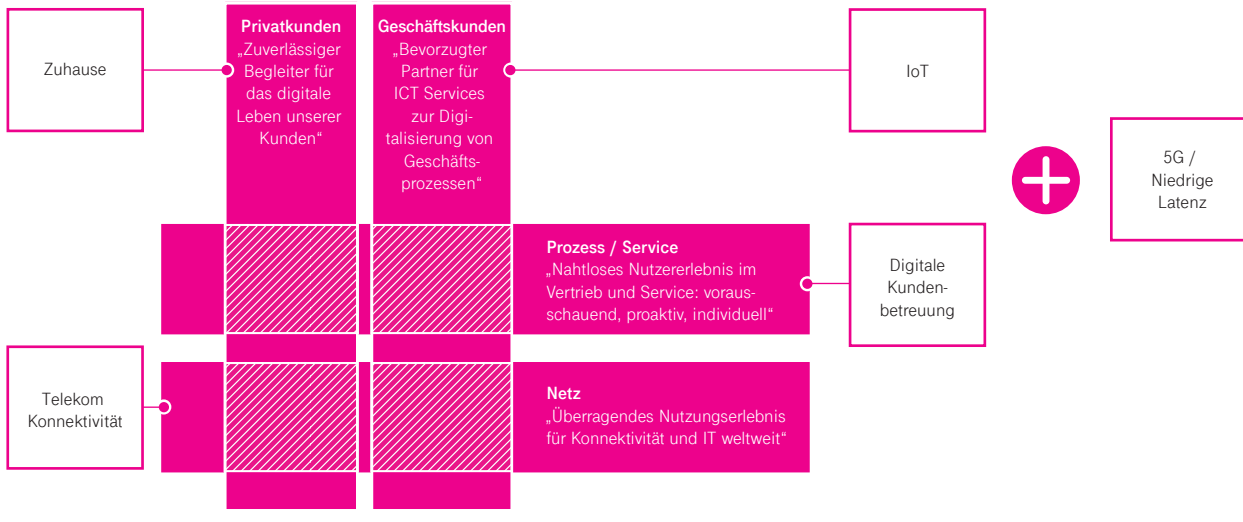 Zuhause
Privatkunden
„Zuverlässiger
Begleiter für
das digitale
Leben unserer
Kunden“
Geschäftskunden
„Bevorzugter
Partner für
ICT Services
zur Digi-
talisierung von
Geschäfts-
prozessen“
IoT
5G /
Niedrige
Latenz
Prozess / Service
„Nahtloses Nutzererlebnis im
Vertrieb und Service: voraus-
schauend, proaktiv, individuell“
Digitale
Kunden-
betreuung
Telekom
Konnektivität
Netz
„Überragendes Nutzungserlebnis
für Konnektivität und IT weltweit“